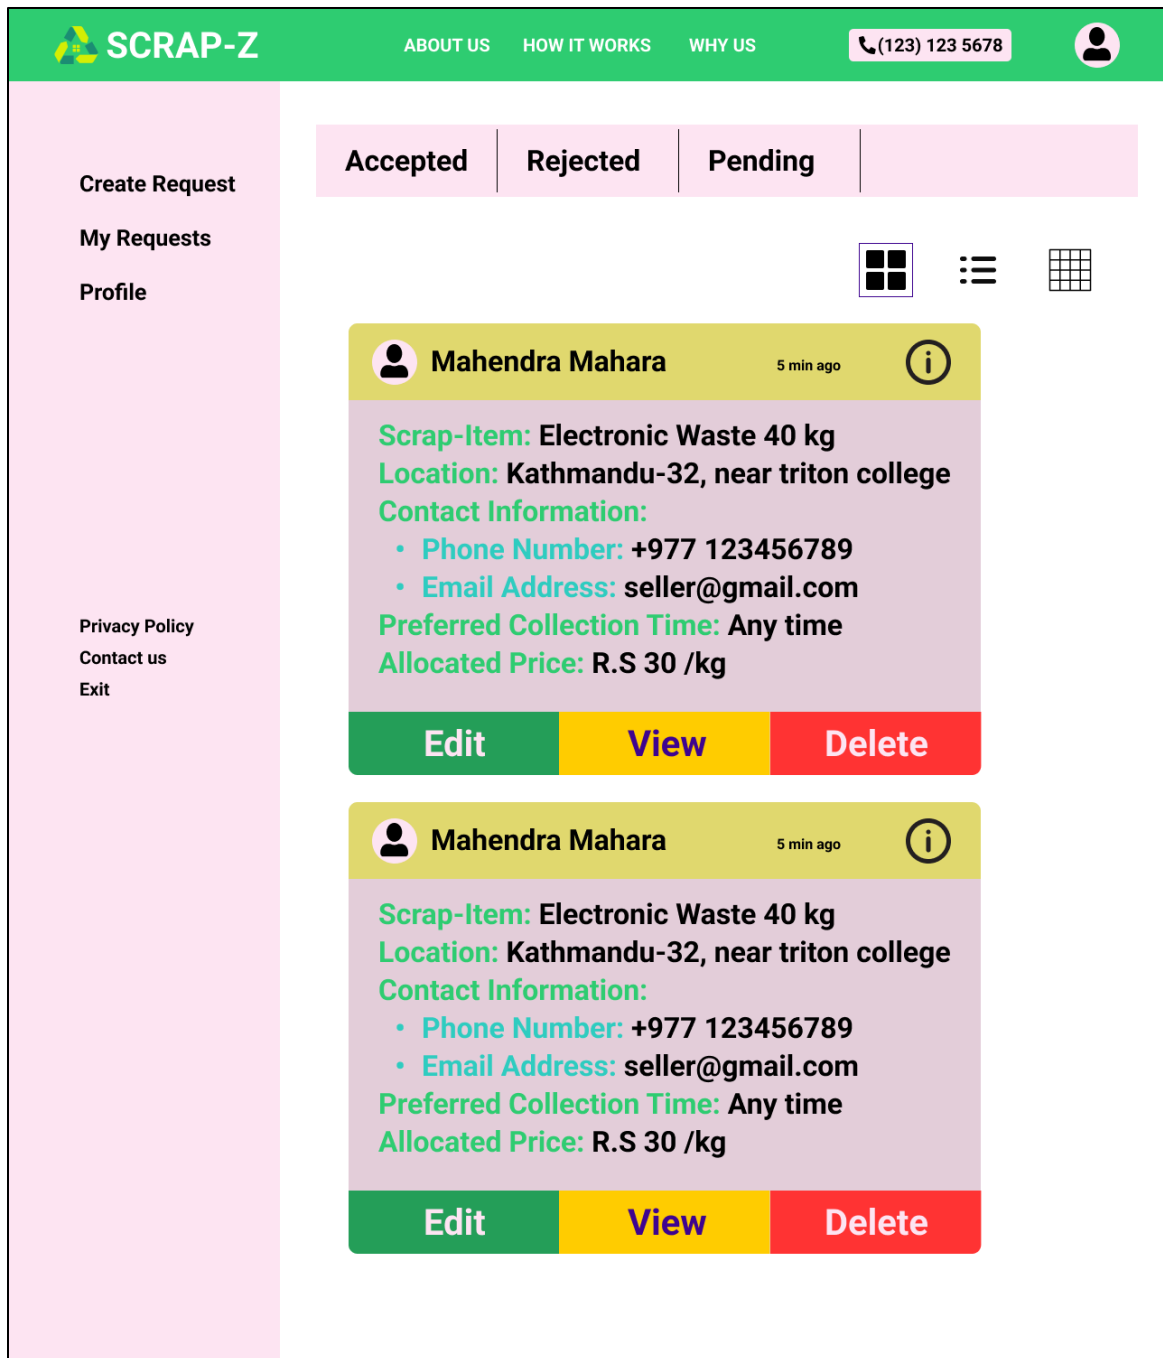 SCRAP-Z
ABOUT US HOW IT WORKS WHY US (123) 123 5678
Create Request
My Requests
Profile
Privacy Policy
Contact us
Exit
Accepted Rejected Pending
Mahendra Mahara 5 min ago
Scrap-Item: Electronic Waste 40 kg
Location: Kathmandu-32, near triton college
Contact Information:
• Phone Number: +977 123456789
• Email Address: seller@gmail.com
Preferred Collection Time: Any time
Allocated Price: R.S 30 /kg
Edit View Delete
Mahendra Mahara 5 min ago
Scrap-Item: Electronic Waste 40 kg
Location: Kathmandu-32, near triton college
Contact Information:
• Phone Number: +977 123456789
• Email Address: seller@gmail.com
Preferred Collection Time: Any time
Allocated Price: R.S 30 /kg
Edit View Delete